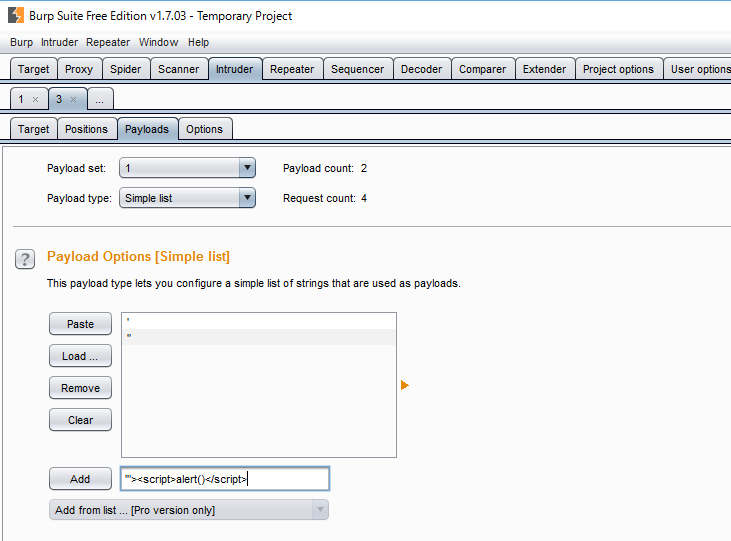 Burp Suite Free Edition v1.7.03 - Temporary Project
Burp Intruder Repeater Window Help
Target Proxy Spider Scanner Intruder Repeater Sequencer Decoder Comparer Extender Project options User options
1 × 3 × ...
Target Positions Payloads Options
Payload set: 1 Payload count: 2
Payload type: Simple list Request count: 4
? Payload Options [Simple list]
This payload type lets you configure a simple list of strings that are used as payloads.
Paste '
Load ... "
Remove
Clear
Add '"><script>alert()</script>
Add from list ... [Pro version only]